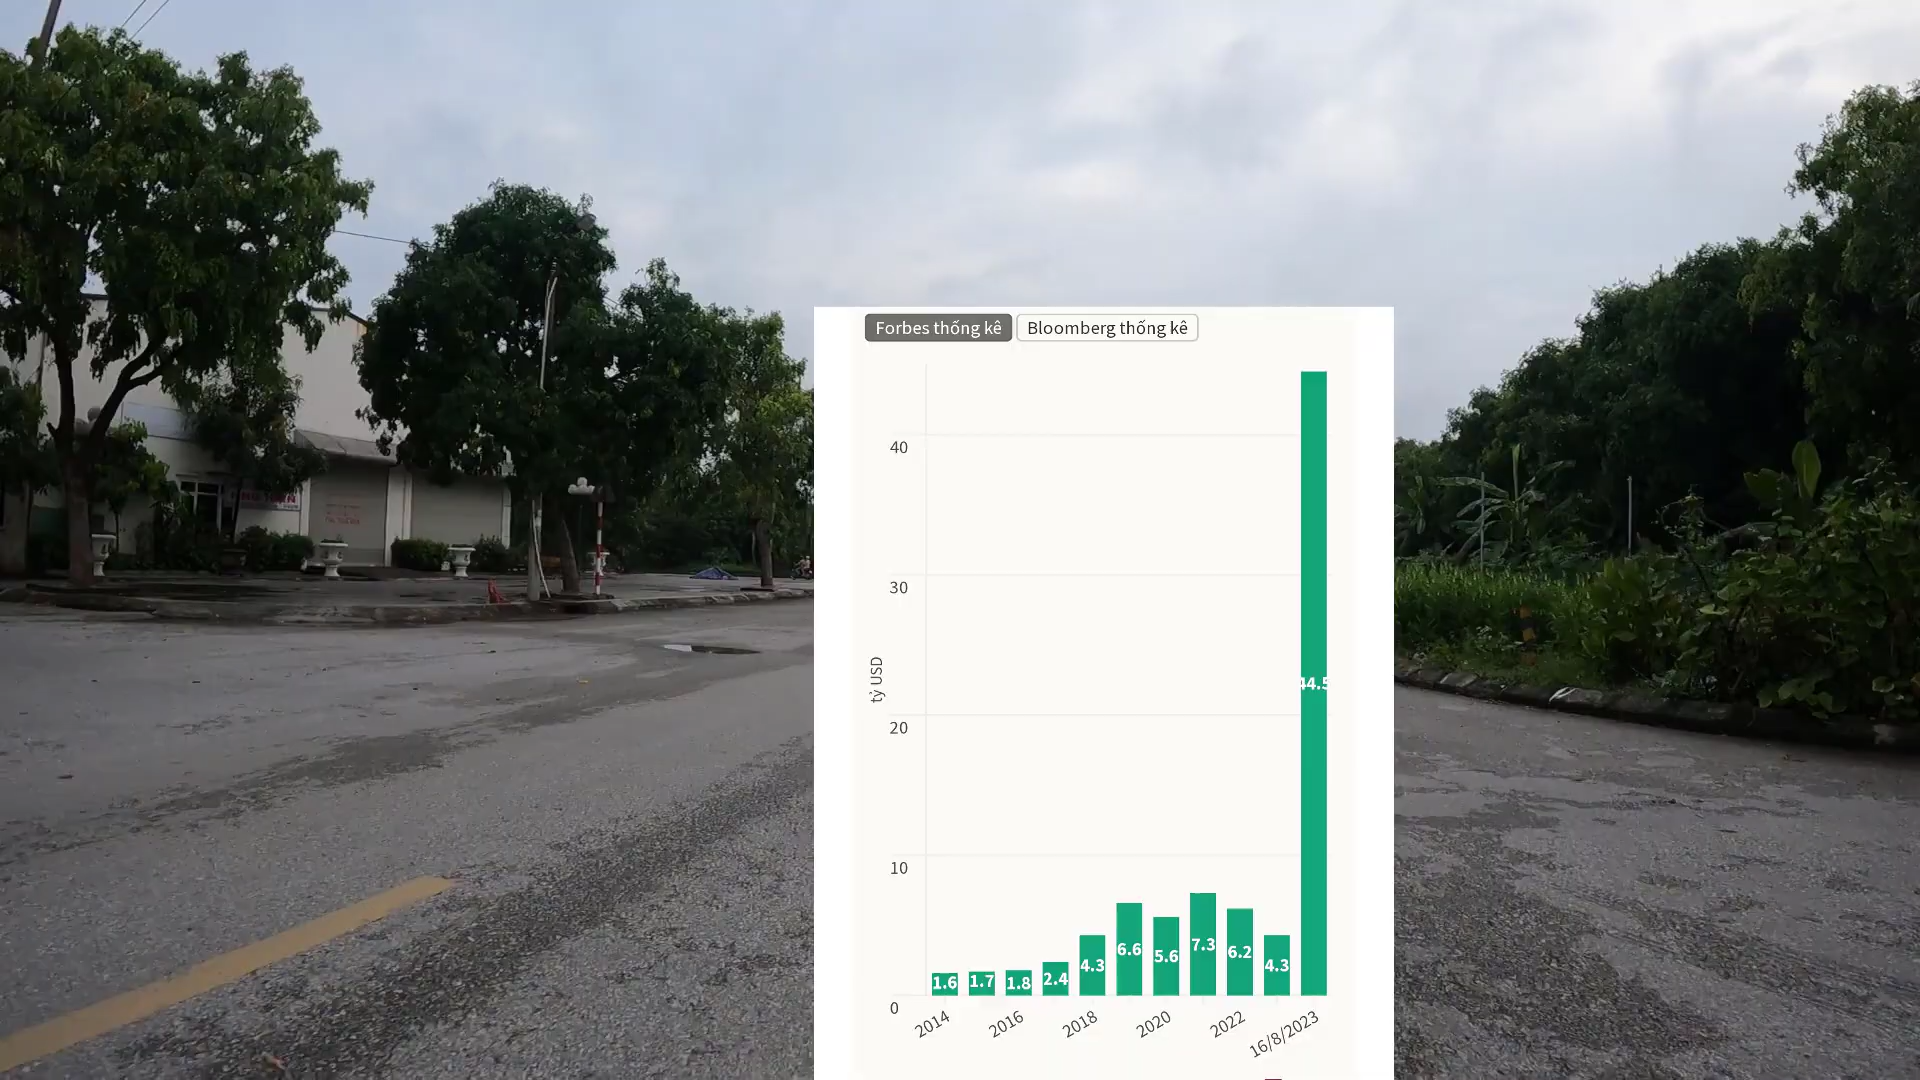 Forbes thống kê Bloomberg thống kê
40
30
20
10
0
tỷ USD
44.5
1.6 1.7 1.8 2.4 4.3 6.6 5.6 7.3 6.2 4.3
2014 2016 2018 2020 2022 16/8/2023